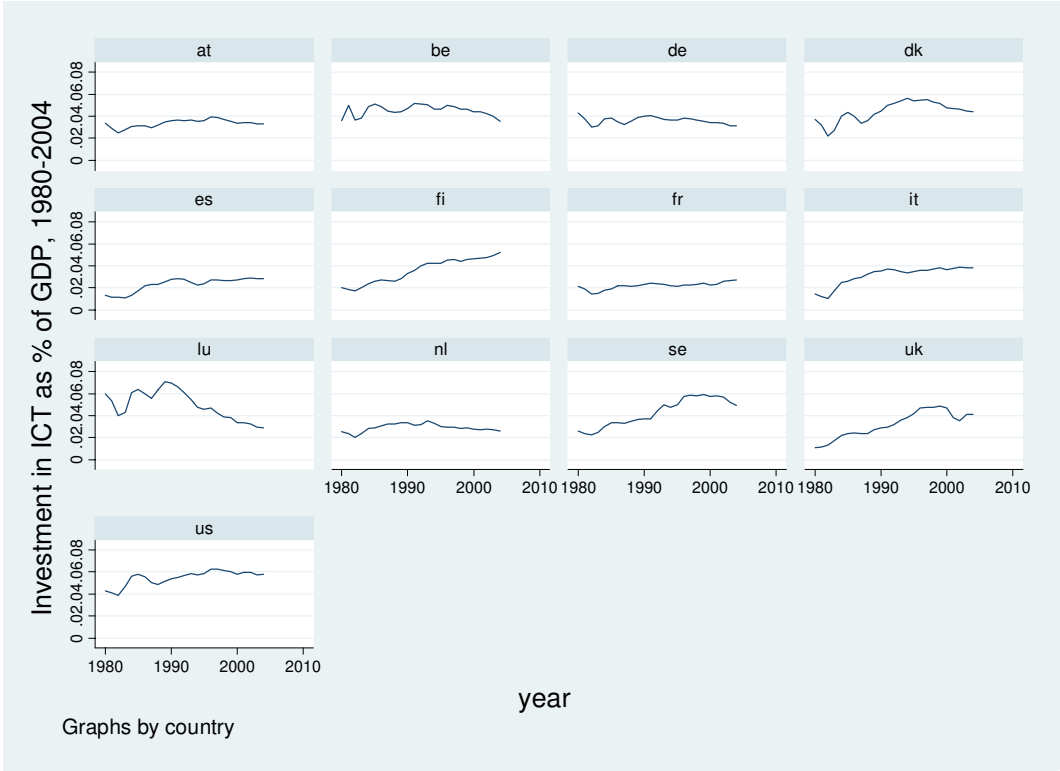 Investment in ICT as % of GDP, 1980-2004
at be de dk
0 .02 .04 .06 .08
es fi fr it
0 .02 .04 .06 .08
lu nl se uk
0 .02 .04 .06 .08
1980 1990 2000 2010 1980 1990 2000 2010 1980 1990 2000 2010
us
0 .02 .04 .06 .08
1980 1990 2000 2010
year
Graphs by country